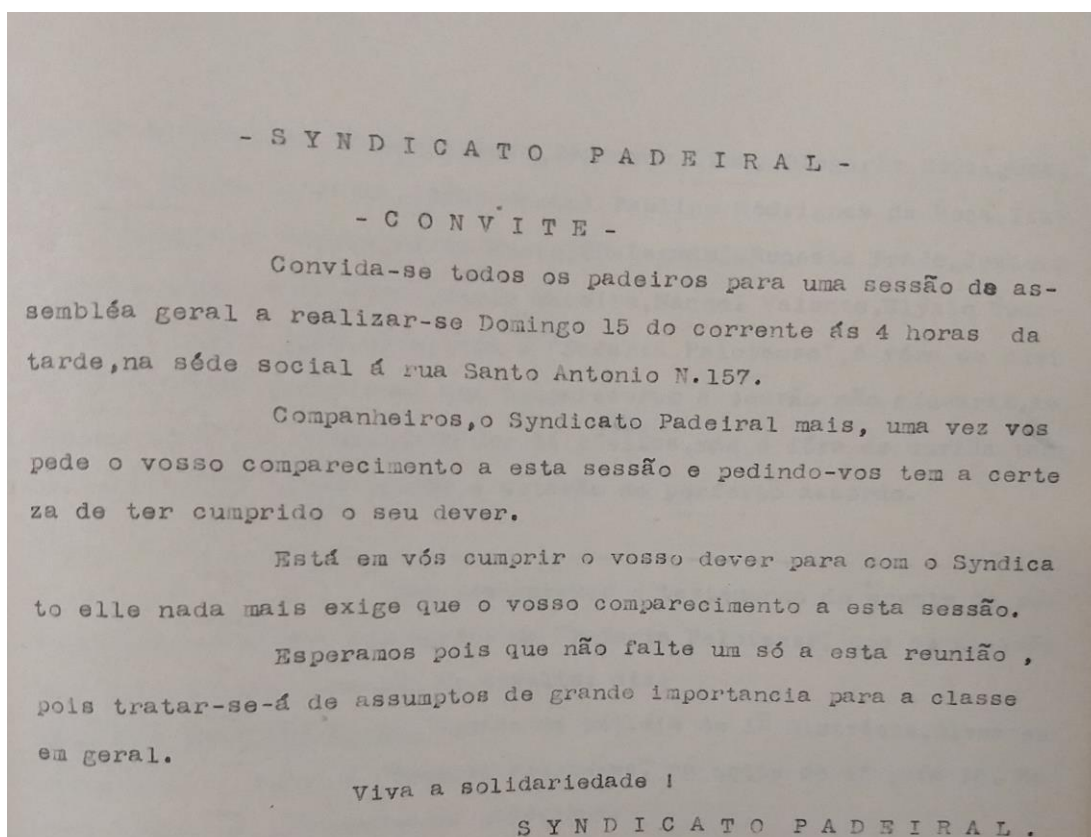 - S Y N D I C A T O  P A D E I R A L -
- C O N V I T E -
Convida-se todos os padeiros para uma sessão de as-
sembléa geral a realizar-se Domingo 15 do corrente ás 4 horas da
tarde,na séde social á rua Santo Antonio N.157.
Companheiros,o Syndicato Padeiral mais, uma vez vos
pede o vosso comparecimento a esta sessão e pedindo-vos tem a certe
za de ter cumprido o seu dever.
Está em vós cumprir o vosso dever para com o Syndica
to elle nada mais exige que o vosso comparecimento a esta sessão.
Esperamos pois que não falte um só a esta reunião ,
pois tratar-se-á de assumptos de grande importancia para a classe
em geral.
Viva a solidariedade !
S Y N D I C A T O  P A D E I R A L .